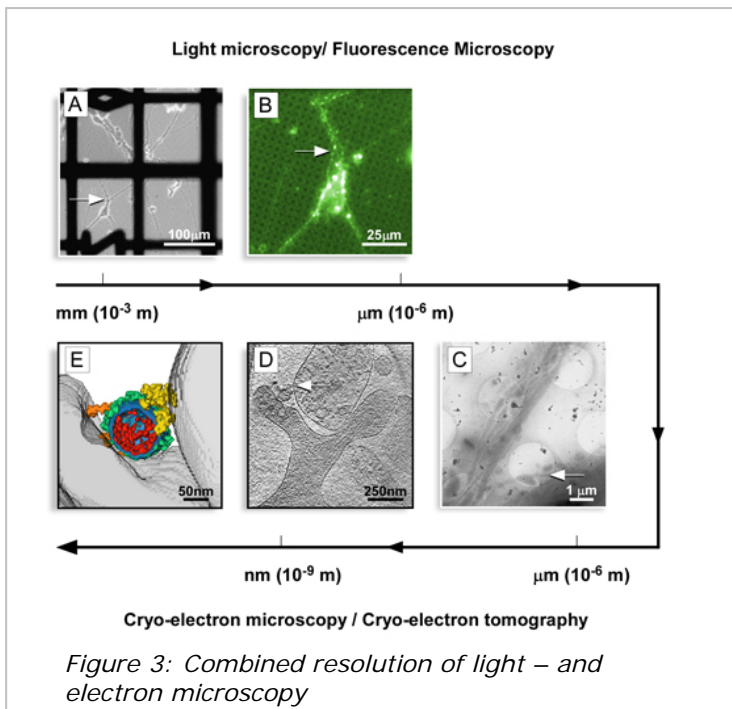 Light microscopy/ Fluorescence Microscopy
A
B
100μm
25μm
mm (10⁻³ m)
μm (10⁻⁶ m)
E
D
C
50nm
250nm
1 μm
nm (10⁻⁹ m)
μm (10⁻⁶ m)
Cryo-electron microscopy / Cryo-electron tomography
Figure 3: Combined resolution of light – and
electron microscopy